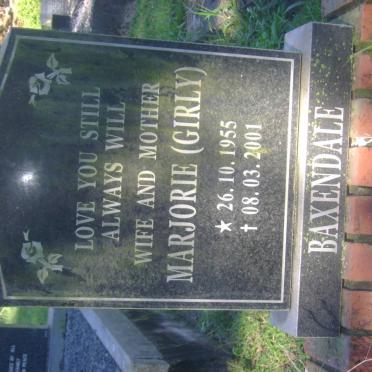 LOVE YOU STILL
ALWAYS WILL
WIFE AND MOTHER
MARJORIE (GIRLY)
★ 26.10.1955
✝ 08.03.2001
BAXENDALE